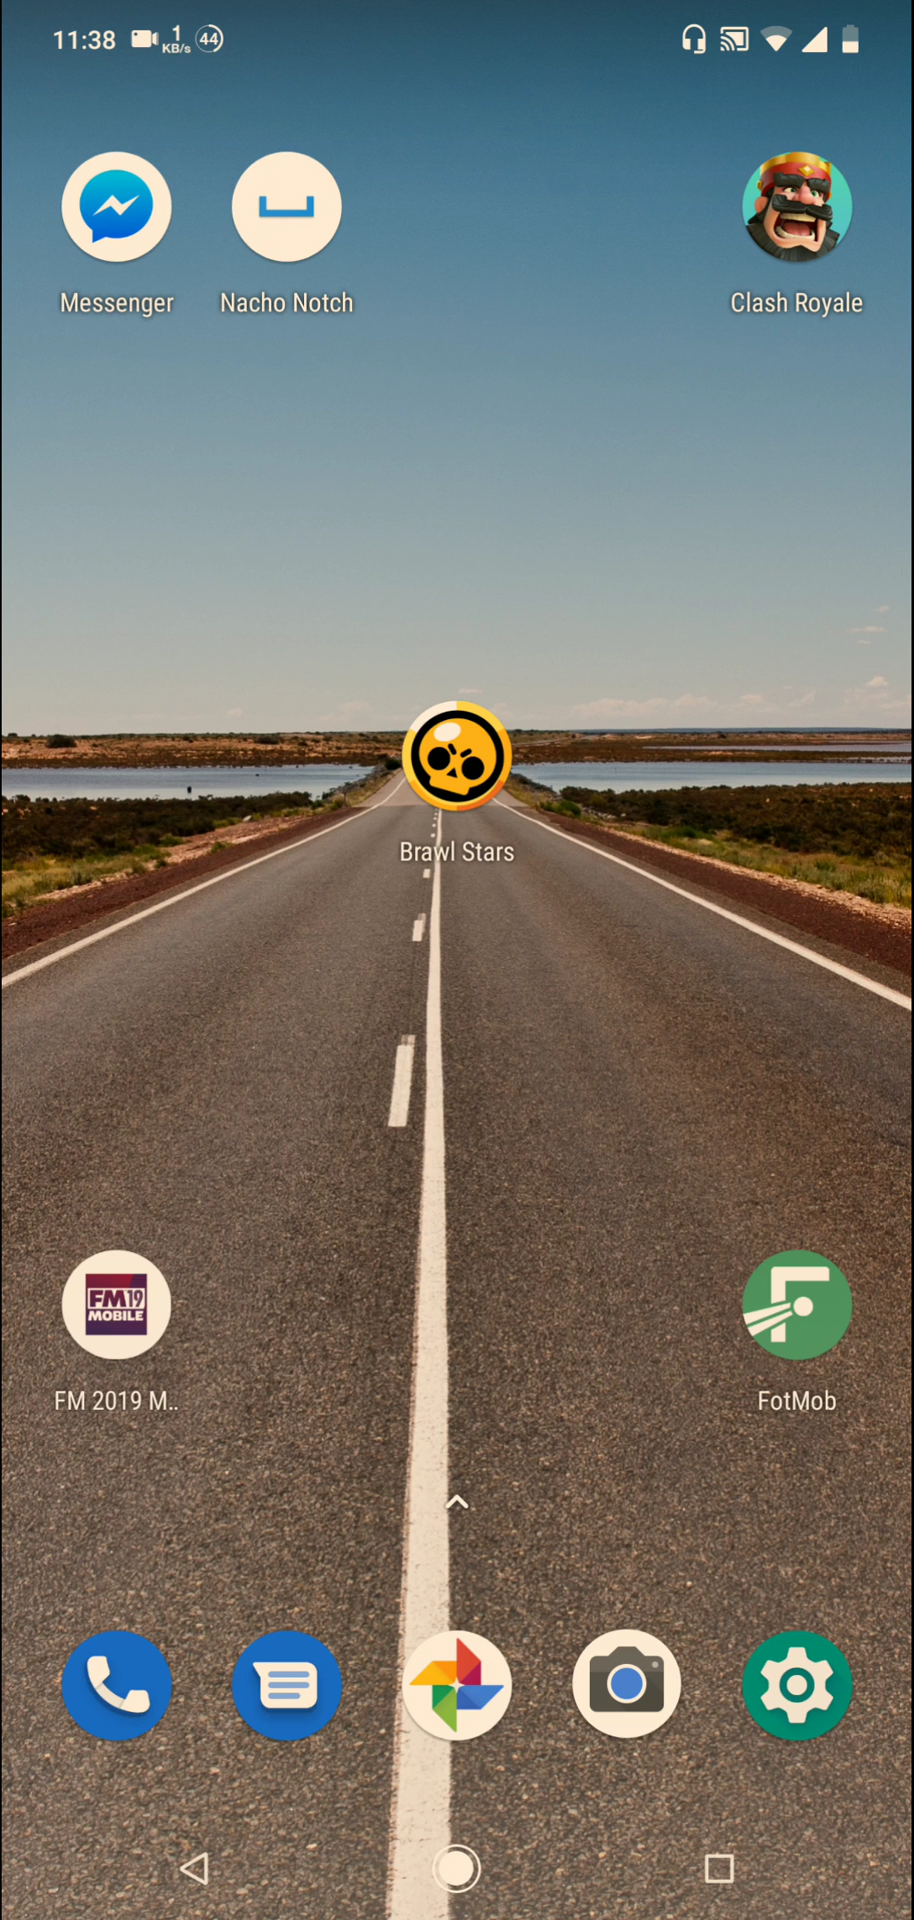 11:38 1 KB/s 44
Messenger Nacho Notch Clash Royale
Brawl Stars
FM19
MOBILE
FM 2019 M.. FotMob